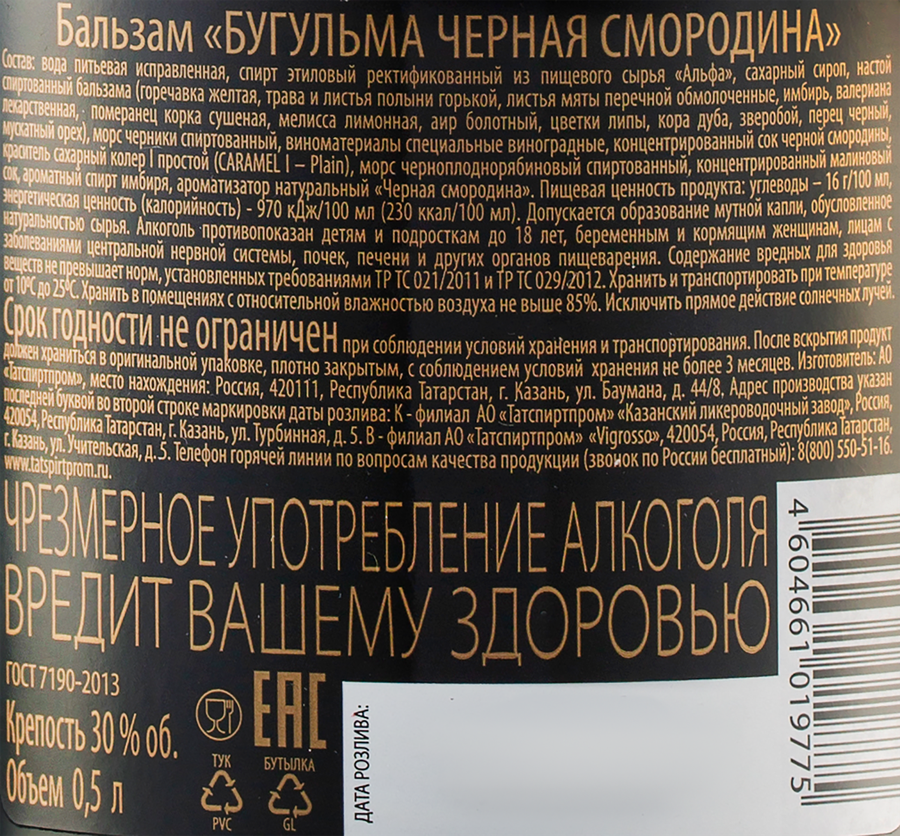 Бальзам «БУГУЛЬМА ЧЕРНАЯ СМОРОДИНА»
Состав: вода питьевая исправленная, спирт этиловый ректификованный из пищевого сырья «Альфа», сахарный сироп, настой
спиртованный бальзама (горечавка желтая, трава и листья полыни горькой, листья мяты перечной обмолоченные, имбирь, валериана
лекарственная, померанец корка сушеная, мелисса лимонная, аир болотный, цветки липы, кора дуба, зверобой, перец черный,
мускатный орех), морс черники спиртованный, виноматериалы специальные виноградные, концентрированный сок черной смородины,
краситель сахарный колер I простой (CARAMEL I – Plain), морс черноплоднорябиновый спиртованный, концентрированный малиновый
сок, ароматный спирт имбиря, ароматизатор натуральный «Черная смородина». Пищевая ценность продукта: углеводы – 16 г/100 мл,
энергетическая ценность (калорийность) - 970 кДж/100 мл (230 ккал/100 мл). Допускается образование мутной капли, обусловленное
натуральностью сырья. Алкоголь противопоказан детям и подросткам до 18 лет, беременным и кормящим женщинам, лицам с
заболеваниями центральной нервной системы, почек, печени и других органов пищеварения. Содержание вредных для здоровья
веществ не превышает норм, установленных требованиями ТР ТС 021/2011 и ТР ТС 029/2012. Хранить и транспортировать при температуре
от 10°С до 25°С. Хранить в помещениях с относительной влажностью воздуха не выше 85%. Исключить прямое действие солнечных лучей.
Срок годности не ограничен при соблюдении условий хранения и транспортирования. После вскрытия продукт
должен храниться в оригинальной упаковке, плотно закрытым, с соблюдением условий хранения не более 3 месяцев. Изготовитель: АО
«Татспиртпром», место нахождения: Россия, 420111, Республика Татарстан, г. Казань, ул. Баумана, д. 44/8, Адрес производства указан
последней буквой во второй строке маркировки даты розлива: К - филиал АО «Татспиртпром» «Казанский ликероводочный завод», Россия,
420054, Республика Татарстан, г. Казань, ул. Турбинная, д. 5. В - филиал АО «Татспиртпром» «Vigrosso», 420054, Россия, Республика Татарстан,
г. Казань, ул. Учительская, д. 5. Телефон горячей линии по вопросам качества продукции (звонок по России бесплатный): 8(800) 550-51-16.
www.tatspirtprom.ru.
ЧРЕЗМЕРНОЕ УПОТРЕБЛЕНИЕ АЛКОГОЛЯ
ВРЕДИТ ВАШЕМУ ЗДОРОВЬЮ
ГОСТ 7190-2013
Крепость 30 % об.
Объем 0,5 л
EAC
ТУК
PVC
БУТЫЛКА
GL
ДАТА РОЗЛИВА:
4 604661 019775